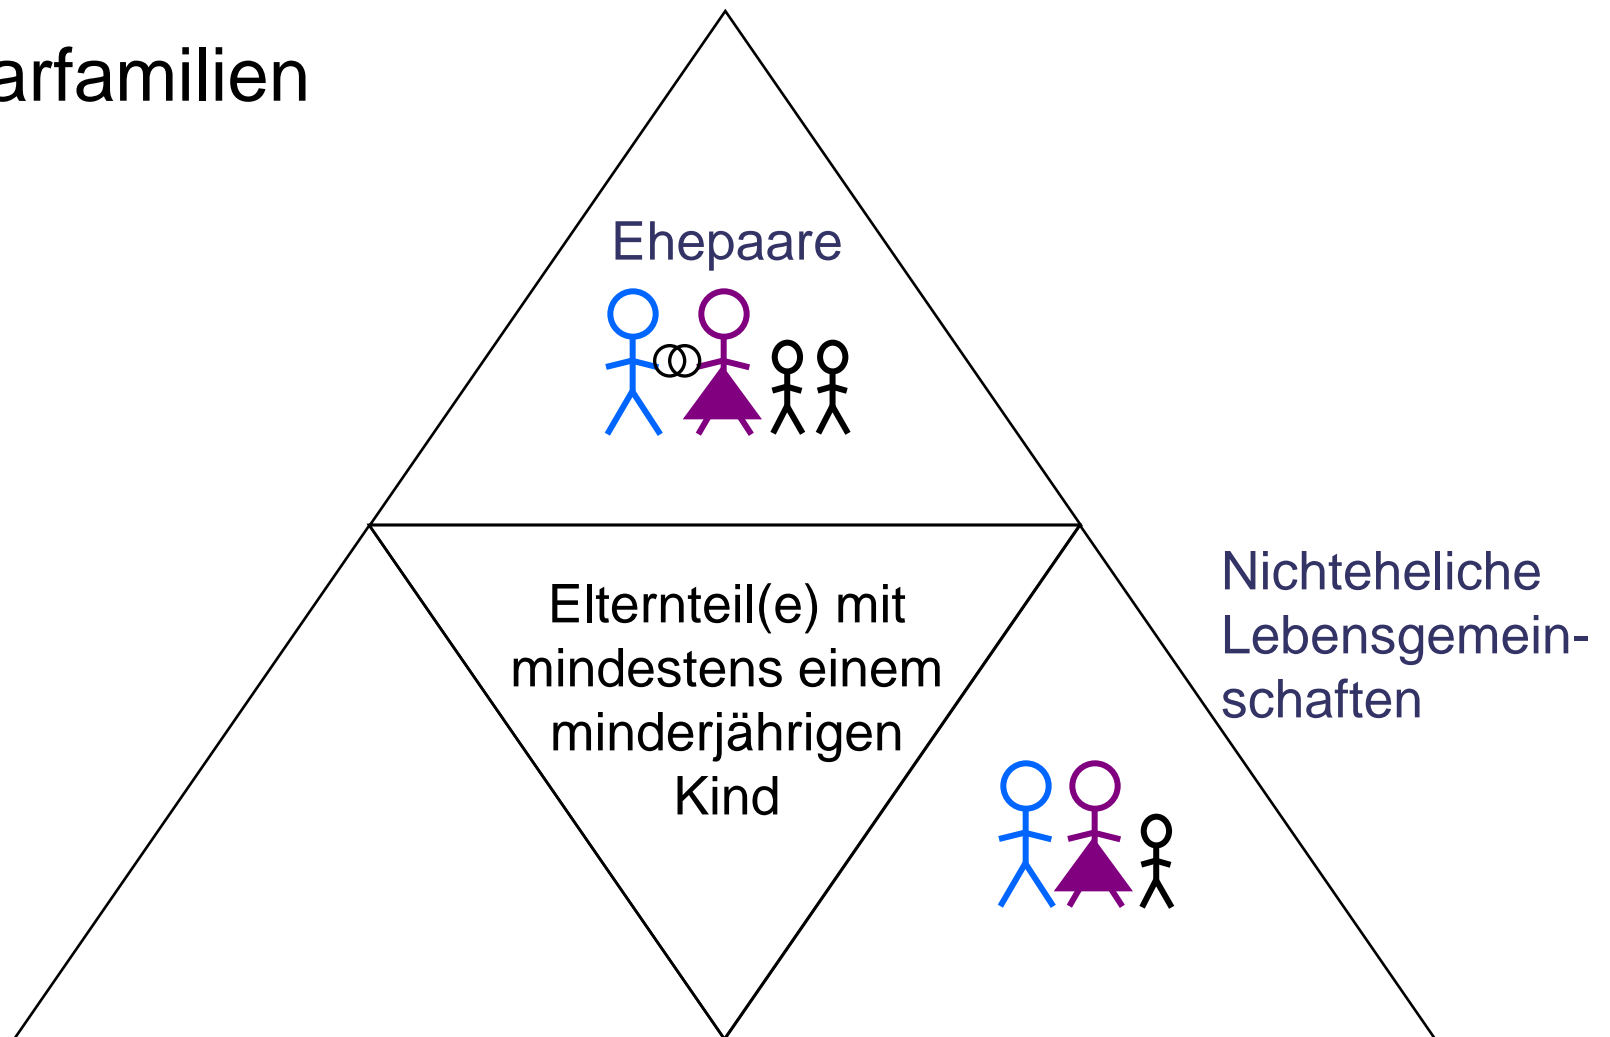 arfamilien
Ehepaare
Elternteil(e) mit
mindestens einem
minderjährigen
Kind
Nichteheliche
Lebensgemein-
schaften